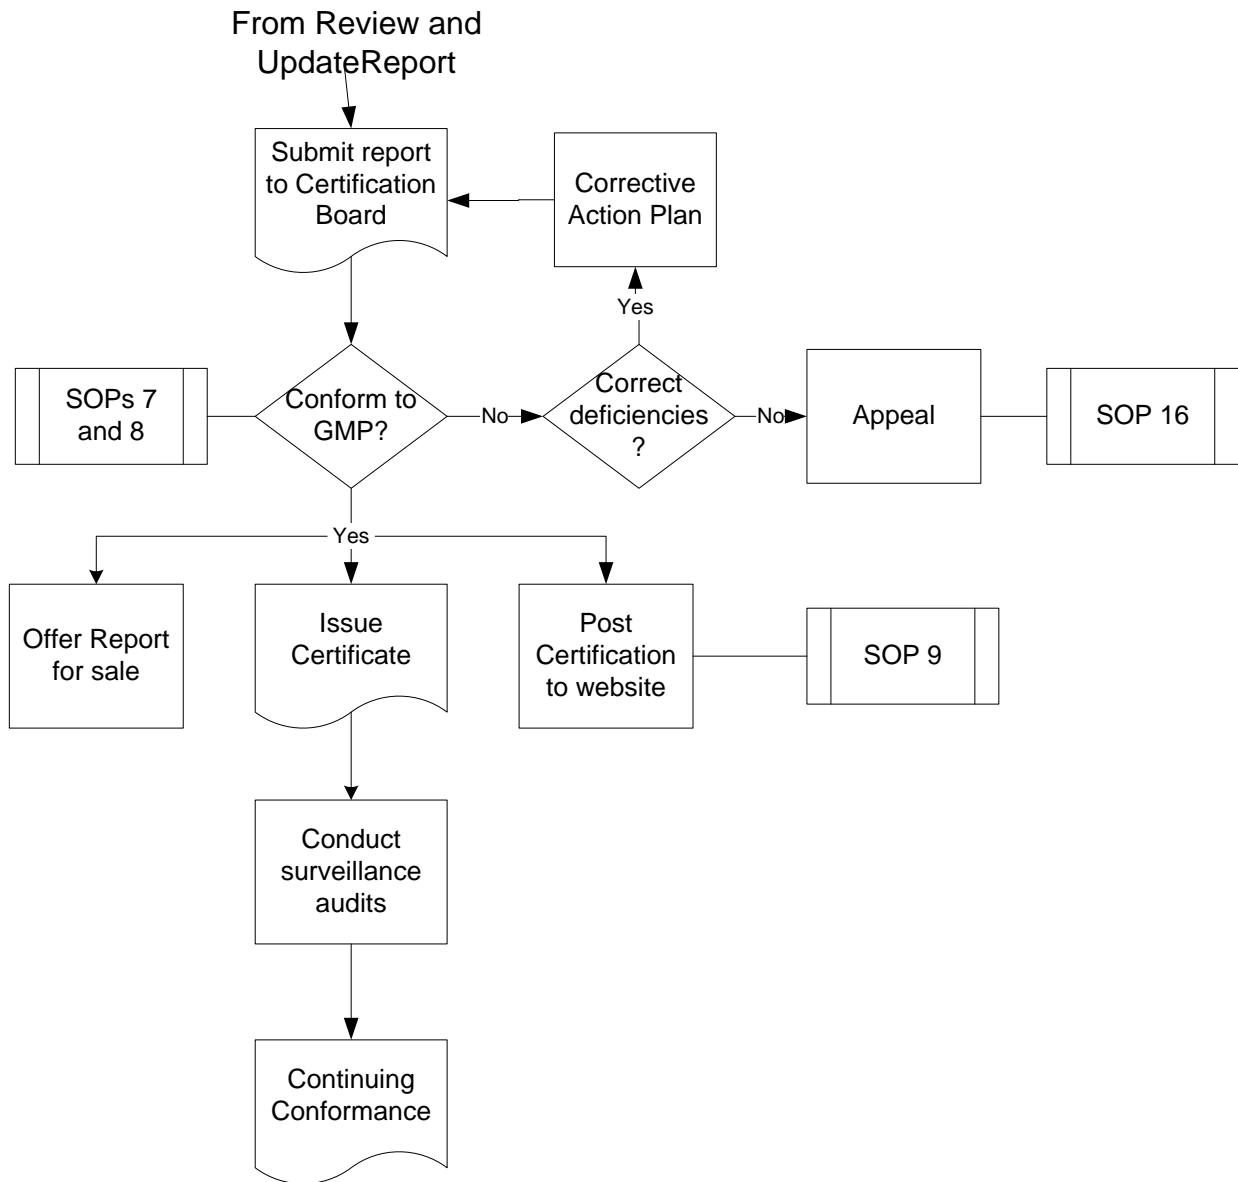 From Review and
UpdateReport
Submit report
to Certification
Board
Corrective
Action Plan
Yes
SOPs 7
and 8
Conform to
GMP?
No
Correct
deficiencies
?
No
Appeal
SOP 16
Yes
Offer Report
for sale
Issue
Certificate
Post
Certification
to website
SOP 9
Conduct
surveillance
audits
Continuing
Conformance